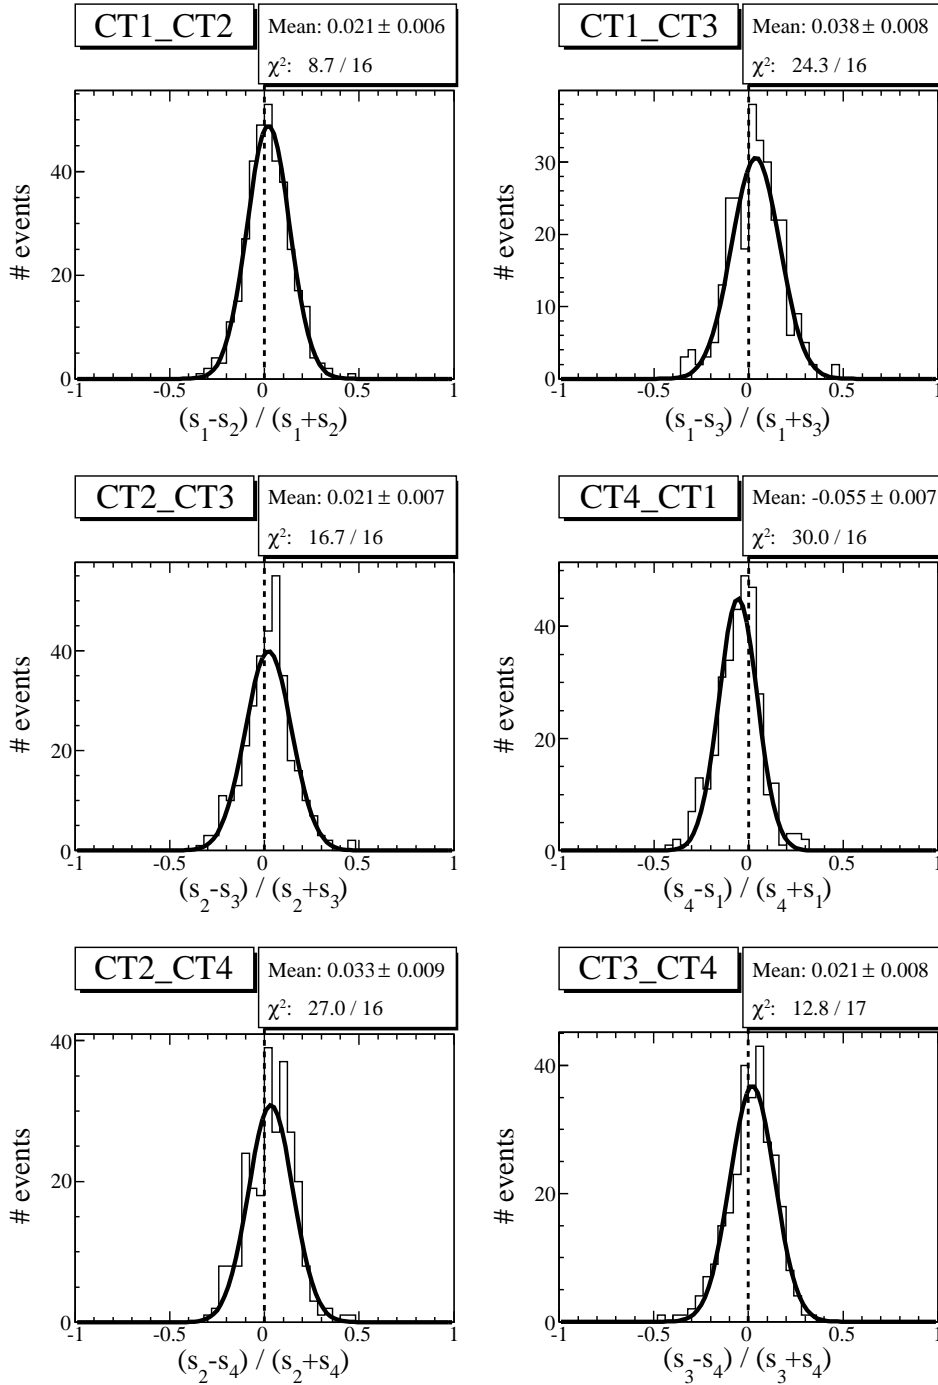 CT1_CT2
Mean: 0.021 ± 0.006
χ²: 8.7 / 16
# events
40
20
0
-1 -0.5 0 0.5 1
(s₁-s₂) / (s₁+s₂)
CT1_CT3
Mean: 0.038 ± 0.008
χ²: 24.3 / 16
# events
30
20
10
0
-1 -0.5 0 0.5 1
(s₁-s₃) / (s₁+s₃)
CT2_CT3
Mean: 0.021 ± 0.007
χ²: 16.7 / 16
# events
40
20
0
-1 -0.5 0 0.5 1
(s₂-s₃) / (s₂+s₃)
CT4_CT1
Mean: -0.055 ± 0.007
χ²: 30.0 / 16
# events
40
20
0
-1 -0.5 0 0.5 1
(s₄-s₁) / (s₄+s₁)
CT2_CT4
Mean: 0.033 ± 0.009
χ²: 27.0 / 16
# events
40
20
0
-1 -0.5 0 0.5 1
(s₂-s₄) / (s₂+s₄)
CT3_CT4
Mean: 0.021 ± 0.008
χ²: 12.8 / 17
# events
40
20
0
-1 -0.5 0 0.5 1
(s₃-s₄) / (s₃+s₄)